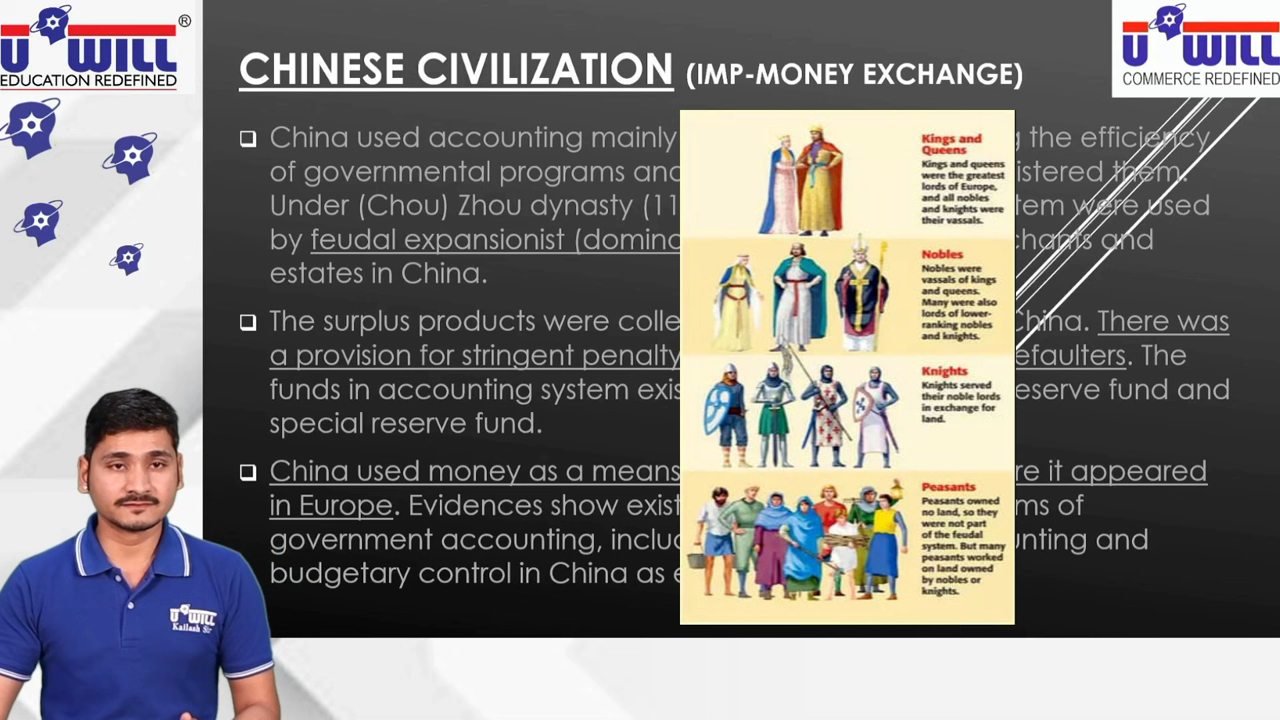 U WILL ®
EDUCATION REDEFINED
U WILL
COMMERCE REDEFINED
CHINESE CIVILIZATION (IMP-MONEY EXCHANGE)
China used accounting mainly
g the efficiency
of governmental programs and
istered them.
Under (Chou) Zhou dynasty (11
tem were used
by feudal expansionist (domina
chants and
estates in China.
The surplus products were colle
China. There was
a provision for stringent penalty
efaulters. The
funds in accounting system exis
eserve fund and
special reserve fund.
China used money as a means
re it appeared
in Europe. Evidences show exist
ms of
government accounting, inclu
unting and
budgetary control in China as e
Kings and
Queens
Kings and queens
were the greatest
lords of Europe,
and all nobles
and knights were
their vassals.
Nobles
Nobles were
vassals of kings
and queens.
Many were also
lords of lower-
ranking nobles
and knights.
Knights
Knights served
their noble lords
in exchange for
land.
Peasants
Peasants owned
no land, so they
were not part
of the feudal
system. But many
peasants worked
on land owned
by nobles or
knights.
U WILL
Kailash Sir